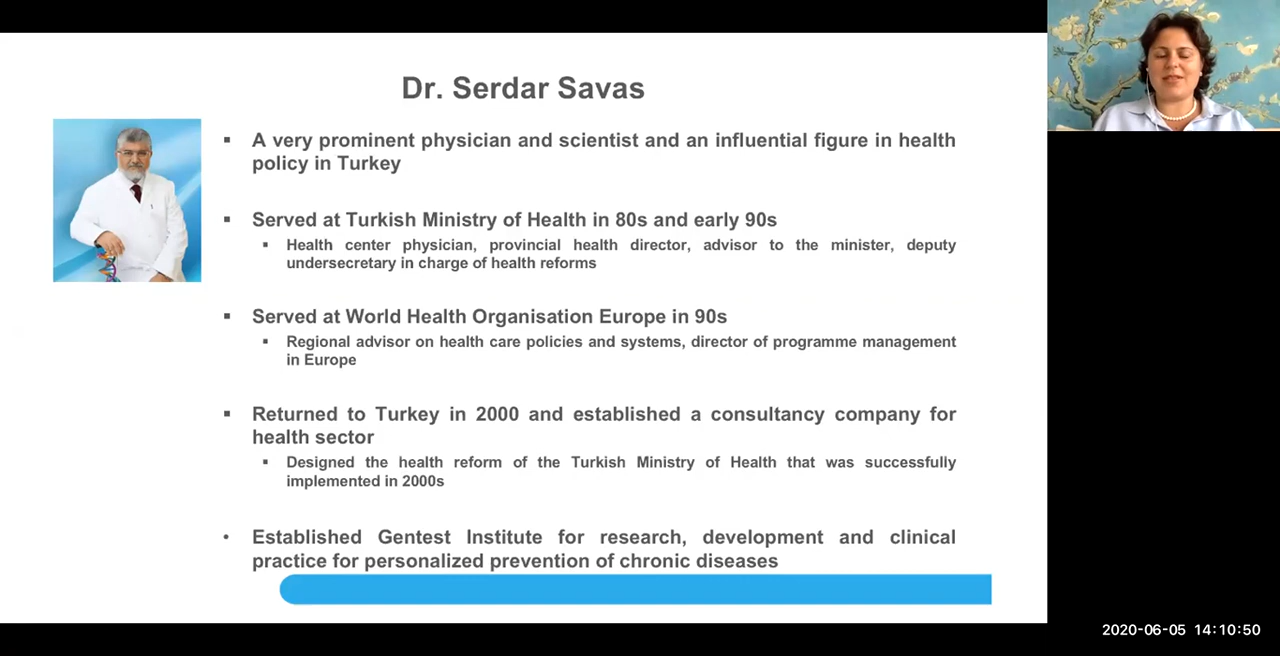 Dr. Serdar Savas
▪ A very prominent physician and scientist and an influential figure in health
policy in Turkey
▪ Served at Turkish Ministry of Health in 80s and early 90s
▪ Health center physician, provincial health director, advisor to the minister, deputy
undersecretary in charge of health reforms
▪ Served at World Health Organisation Europe in 90s
▪ Regional advisor on health care policies and systems, director of programme management
in Europe
▪ Returned to Turkey in 2000 and established a consultancy company for
health sector
▪ Designed the health reform of the Turkish Ministry of Health that was successfully
implemented in 2000s
• Established Gentest Institute for research, development and clinical
practice for personalized prevention of chronic diseases
2020-06-05 14:10:50